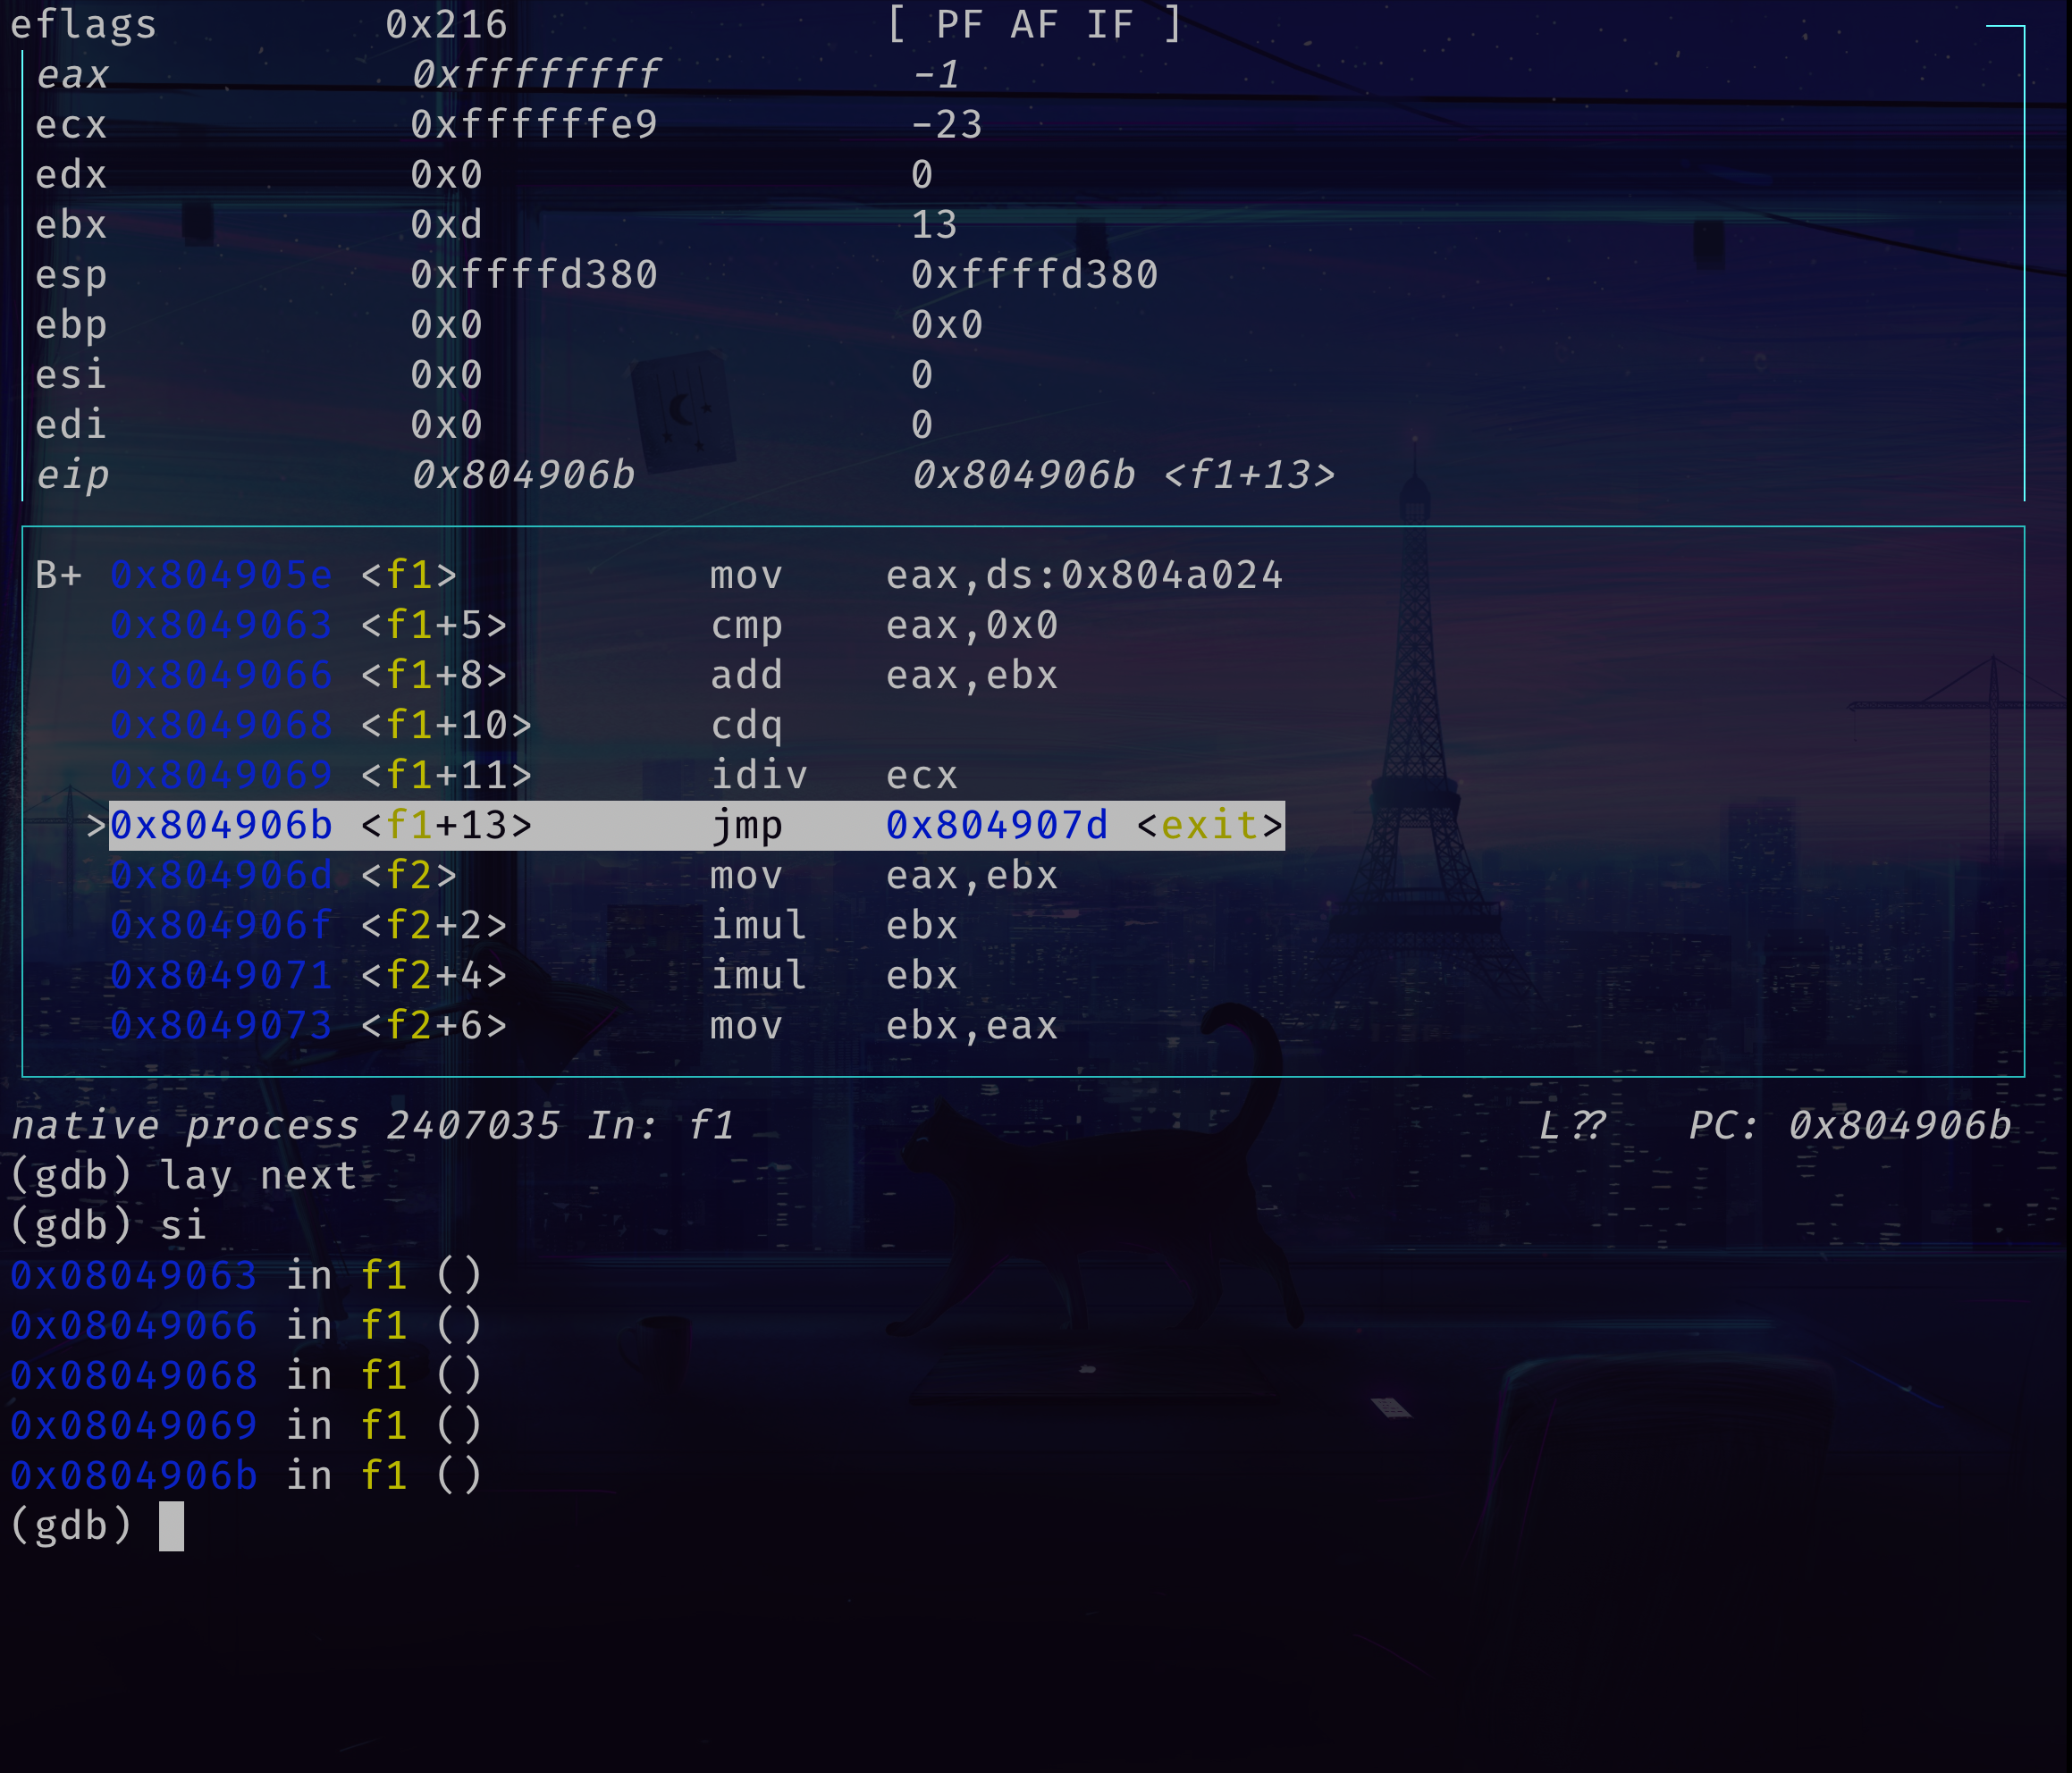 eflags 0x216 [ PF AF IF ]
eax 0xffffffff -1
ecx 0xffffffe9 -23
edx 0x0 0
ebx 0xd 13
esp 0xffffd380 0xffffd380
ebp 0x0 0x0
esi 0x0 0
edi 0x0 0
eip 0x804906b 0x804906b <f1+13>
B+ 0x804905e <f1> mov eax,ds:0x804a024
0x8049063 <f1+5> cmp eax,0x0
0x8049066 <f1+8> add eax,ebx
0x8049068 <f1+10> cdq
0x8049069 <f1+11> idiv ecx
>0x804906b <f1+13> jmp 0x804907d <exit>
0x804906d <f2> mov eax,ebx
0x804906f <f2+2> imul ebx
0x8049071 <f2+4> imul ebx
0x8049073 <f2+6> mov ebx,eax
native process 2407035 In: f1 L?? PC: 0x804906b
(gdb) lay next
(gdb) si
0x08049063 in f1 ()
0x08049066 in f1 ()
0x08049068 in f1 ()
0x08049069 in f1 ()
0x0804906b in f1 ()
(gdb)